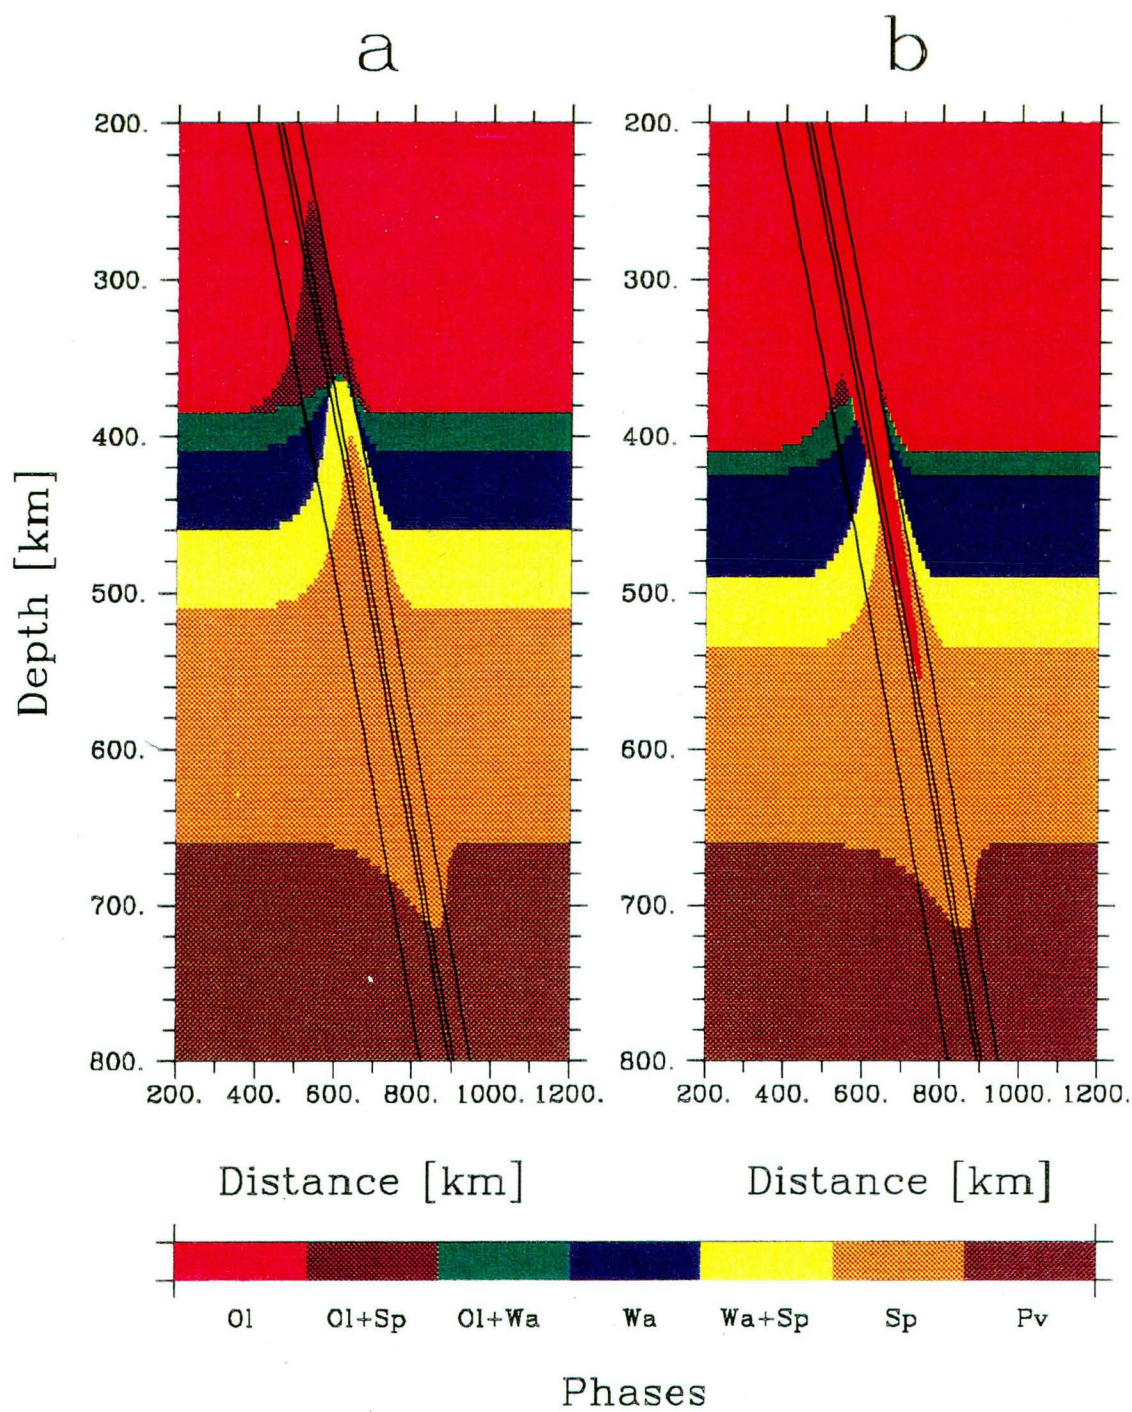 a
b
200.
300.
400.
500.
600.
700.
800.
200. 400. 600. 800. 1000. 1200.
200.
300.
400.
500.
600.
700.
800.
200. 400. 600. 800. 1000. 1200.
Depth [km]
Distance [km]
Distance [km]
Ol
Ol+Sp
Ol+Wa
Wa
Wa+Sp
Sp
Pv
Phases